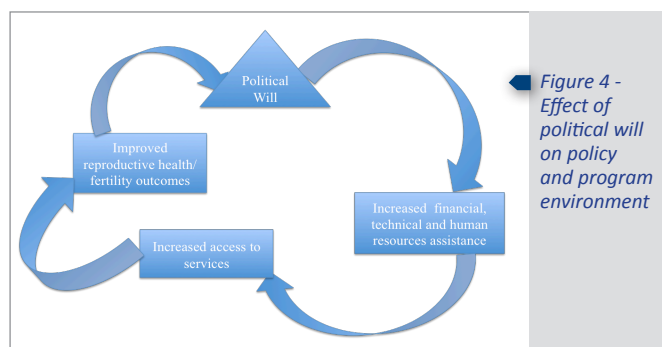 Political
Will
Increased financial,
technical and human
resources assistance
Increased access to
services
Improved
reproductive health/
fertility outcomes
Figure 4 -
Effect of
political will
on policy
and program
environment